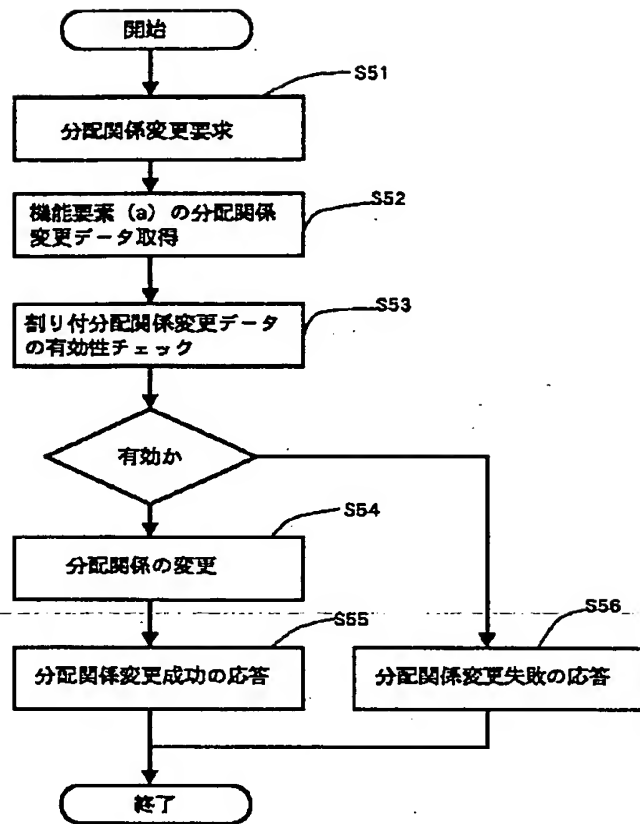 開始
S51
分配関係変更要求
S52
機能要素（a）の分配関係
変更データ取得
S53
割り付分配関係変更データ
の有効性チェック
有効か
S54
分配関係の変更
S55
分配関係変更成功の応答
S56
分配関係変更失敗の応答
終了